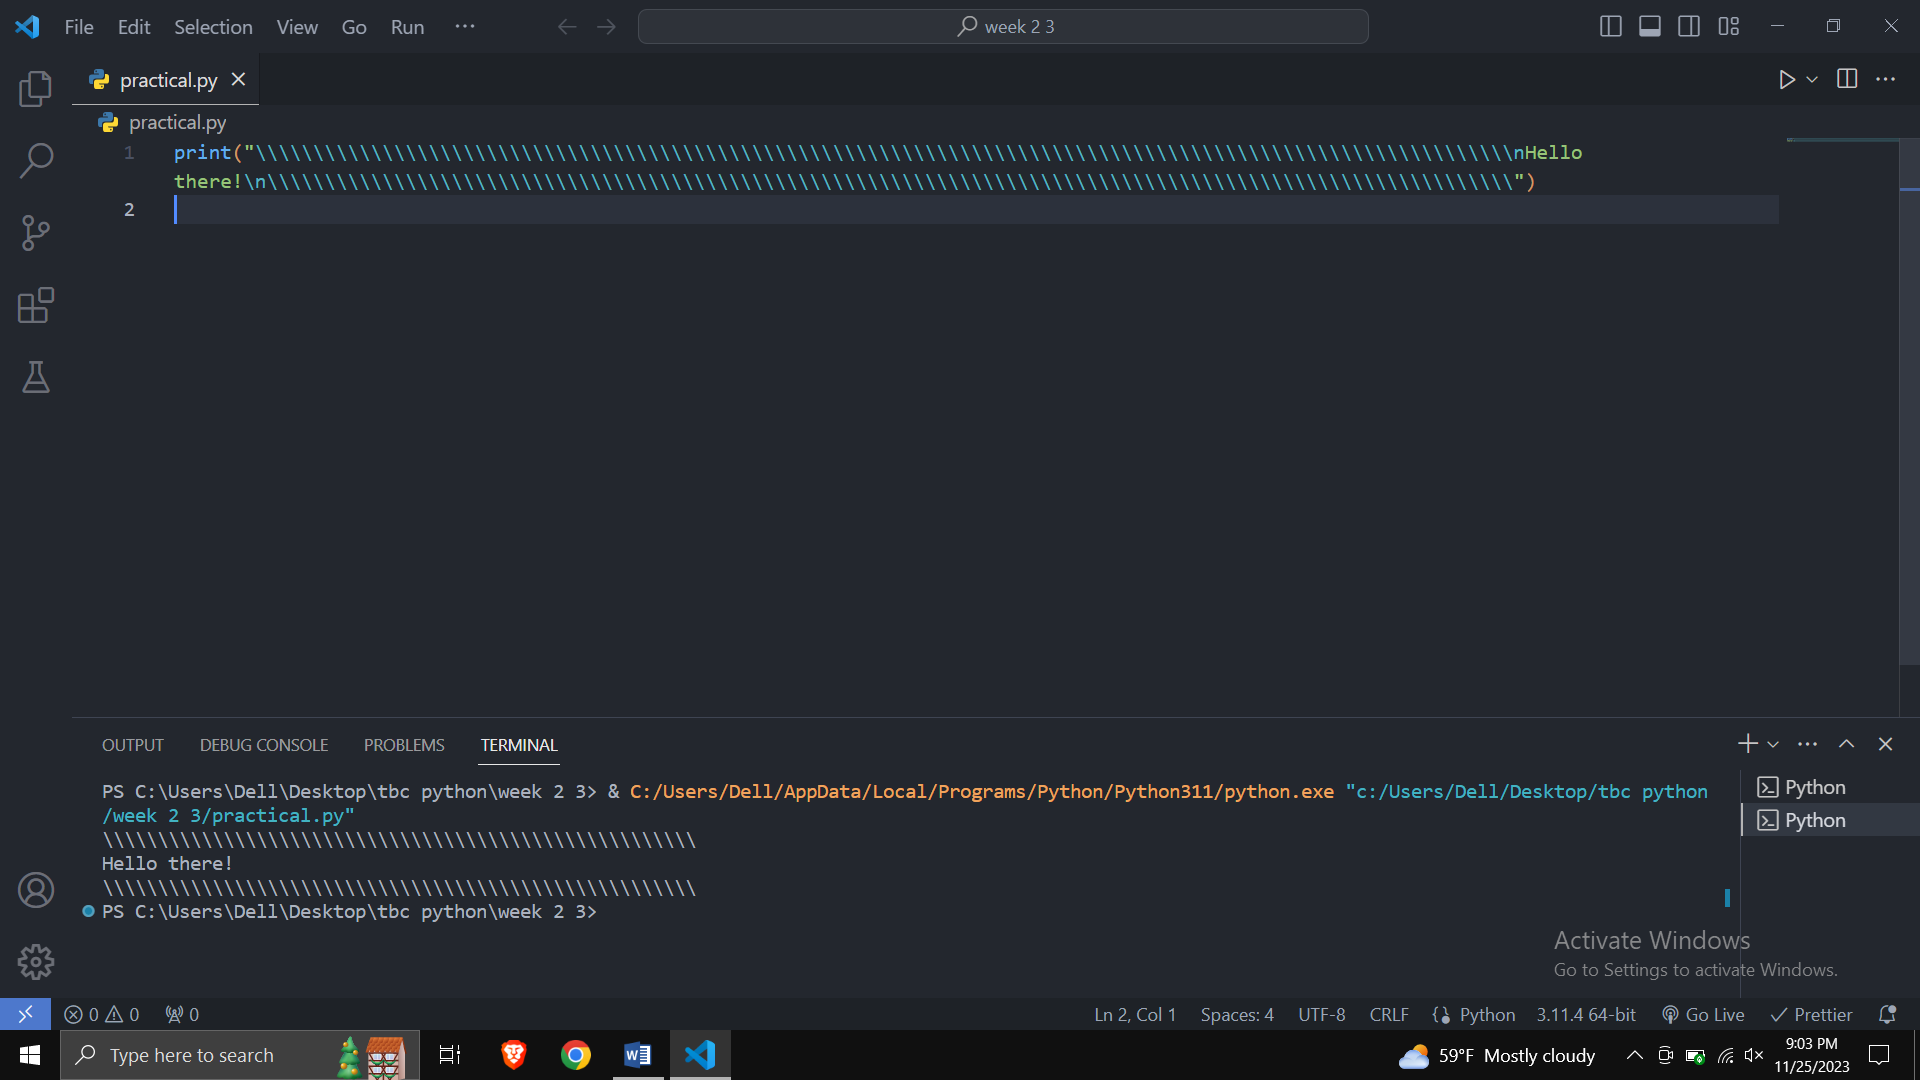 File Edit Selection View Go Run ···
week 2 3
practical.py
practical.py
1 print("\\\\\\\\\\\\\\\\\\\\\\\\\\\\\\\\\\\\\\\\\\\\\\\\\\\\\\\\\\\\\\\\\\\\\\\\\\\\\\\\\\\\\\\\\\\\\\\\\\\\\\\\\\\\\nHello
there!\n\\\\\\\\\\\\\\\\\\\\\\\\\\\\\\\\\\\\\\\\\\\\\\\\\\\\\\\\\\\\\\\\\\\\\\\\\\\\\\\\\\\\\\\\\\\\\\\\\\\\\\\\\\\\")
2
OUTPUT DEBUG CONSOLE PROBLEMS TERMINAL
PS C:\Users\Dell\Desktop\tbc python\week 2 3> & C:/Users/Dell/AppData/Local/Programs/Python/Python311/python.exe "c:/Users/Dell/Desktop/tbc python
/week 2 3/practical.py"
\\\\\\\\\\\\\\\\\\\\\\\\\\\\\\\\\\\\\\\\\\\\\\\\\\\\\\
Hello there!
\\\\\\\\\\\\\\\\\\\\\\\\\\\\\\\\\\\\\\\\\\\\\\\\\\\\\\
PS C:\Users\Dell\Desktop\tbc python\week 2 3>
Python
Python
Activate Windows
Go to Settings to activate Windows.
0 0 0 Ln 2, Col 1 Spaces: 4 UTF-8 CRLF Python 3.11.4 64-bit Go Live Prettier
Type here to search 59°F Mostly cloudy 9:03 PM
11/25/2023